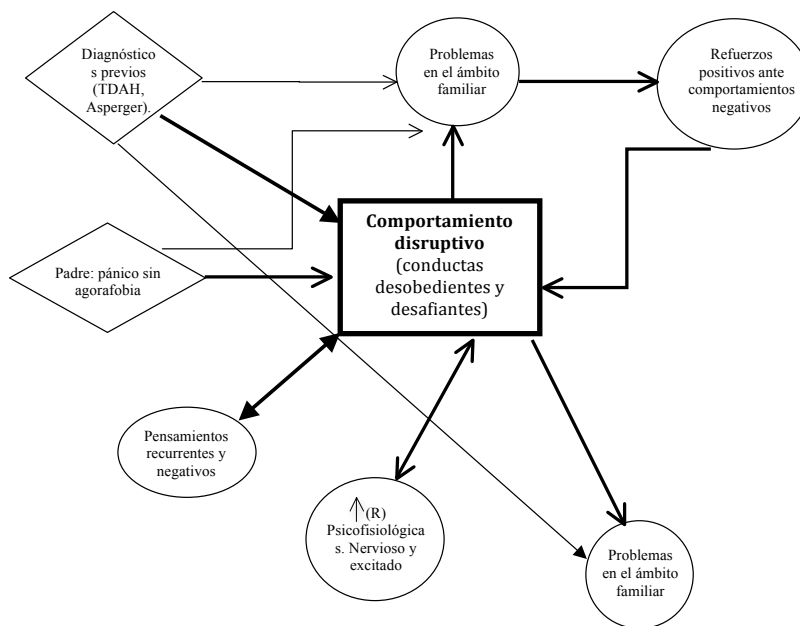 Diagnóstico
s previos
(TDAH,
Asperger).
Problemas
en el ámbito
familiar
Refuerzos
positivos ante
comportamientos
negativos
Comportamiento
disruptivo
(conductas
desobedientes y
desafiantes)
Padre: pánico sin
agorafobia
Pensamientos
recurrentes y
negativos
(R)
Psicofisiológica
s. Nervioso y
excitado
Problemas
en el ámbito
familiar